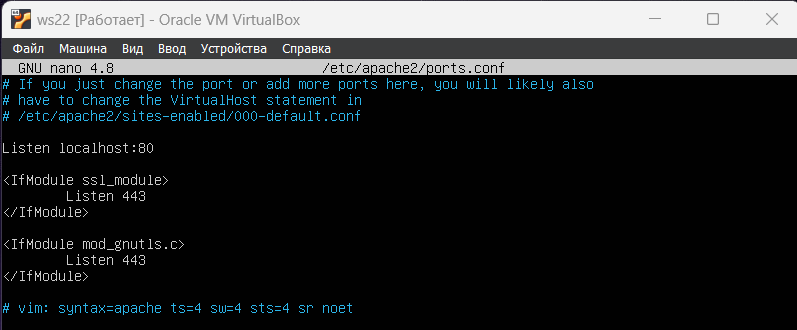 ws22 [Работает] - Oracle VM VirtualBox
Файл Машина Вид Ввод Устройства Справка
GNU nano 4.8 /etc/apache2/ports.conf
# If you just change the port or add more ports here, you will likely also
# have to change the VirtualHost statement in
# /etc/apache2/sites-enabled/000-default.conf
Listen localhost:80
<IfModule ssl_module>
Listen 443
</IfModule>
<IfModule mod_gnutls.c>
Listen 443
</IfModule>
# vim: syntax=apache ts=4 sw=4 sts=4 sr noet